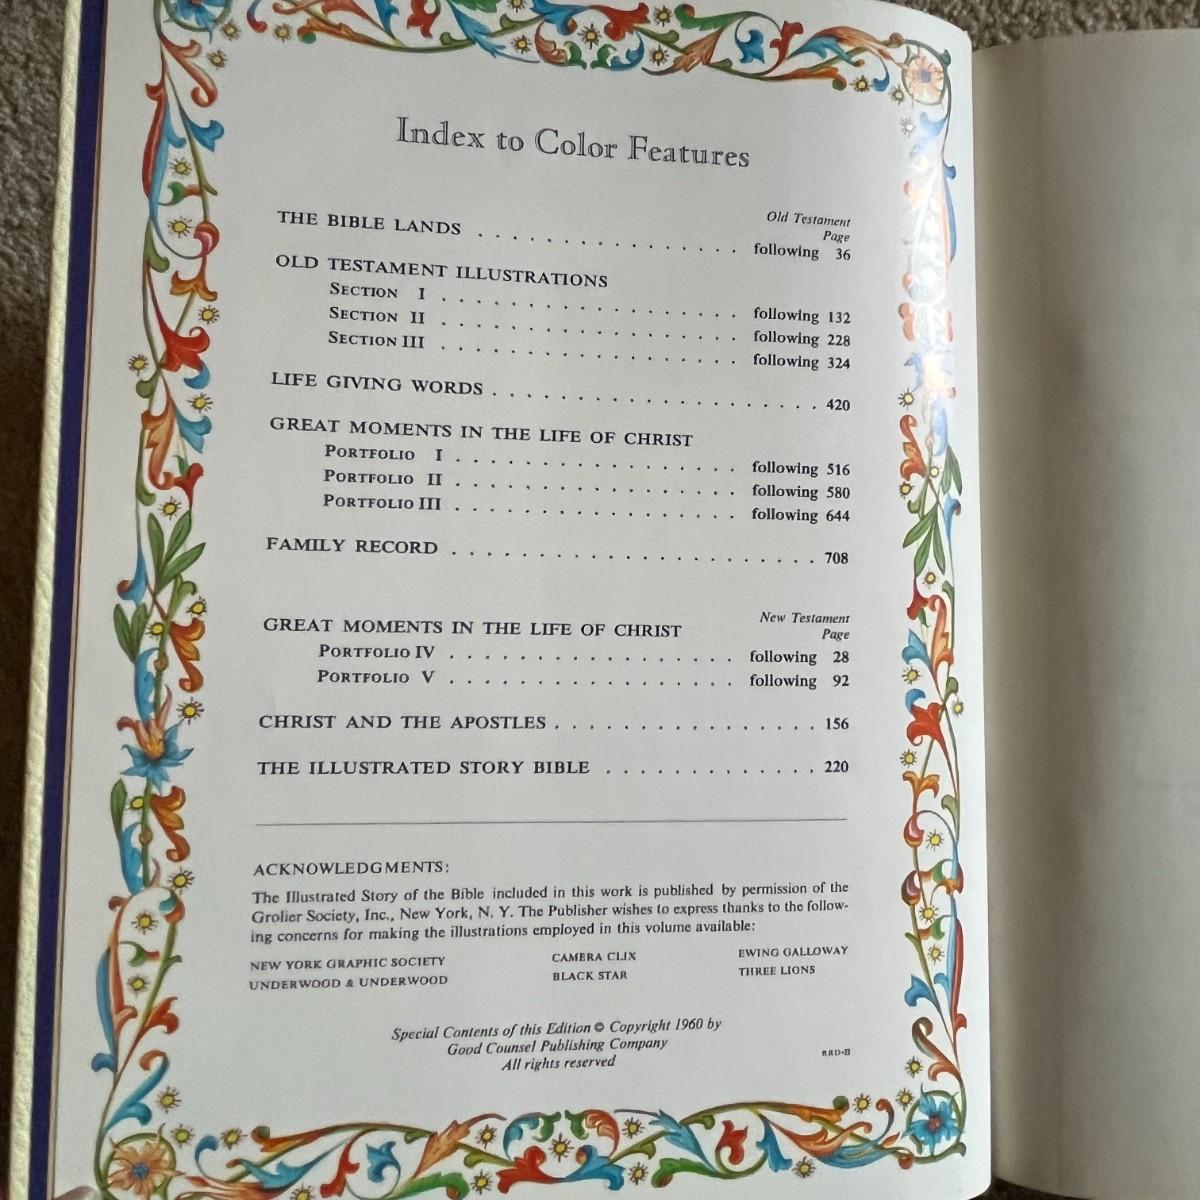 Index to Color Features
Old Testament
Page
THE BIBLE LANDS . . . . . . . . . . . . . . . . following 36
OLD TESTAMENT ILLUSTRATIONS
SECTION I . . . . . . . . . . . . . . . . following 132
SECTION II . . . . . . . . . . . . . . . . following 228
SECTION III . . . . . . . . . . . . . . . . following 324
LIFE GIVING WORDS . . . . . . . . . . . . . . . . . . . . 420
GREAT MOMENTS IN THE LIFE OF CHRIST
PORTFOLIO I . . . . . . . . . . . . . . . . following 516
PORTFOLIO II . . . . . . . . . . . . . . . . following 580
PORTFOLIO III . . . . . . . . . . . . . . . . following 644
FAMILY RECORD . . . . . . . . . . . . . . . . . . . . 708
New Testament
Page
GREAT MOMENTS IN THE LIFE OF CHRIST
PORTFOLIO IV . . . . . . . . . . . . . . . . following 28
PORTFOLIO V . . . . . . . . . . . . . . . . following 92
CHRIST AND THE APOSTLES . . . . . . . . . . . . . . . . 156
THE ILLUSTRATED STORY BIBLE . . . . . . . . . . . . . 220
ACKNOWLEDGMENTS:
The Illustrated Story of the Bible included in this work is published by permission of the
Grolier Society, Inc., New York, N. Y. The Publisher wishes to express thanks to the follow-
ing concerns for making the illustrations employed in this volume available:
NEW YORK GRAPHIC SOCIETY CAMERA CLIX EWING GALLOWAY
UNDERWOOD & UNDERWOOD BLACK STAR THREE LIONS
Special Contents of this Edition © Copyright 1960 by
Good Counsel Publishing Company
All rights reserved